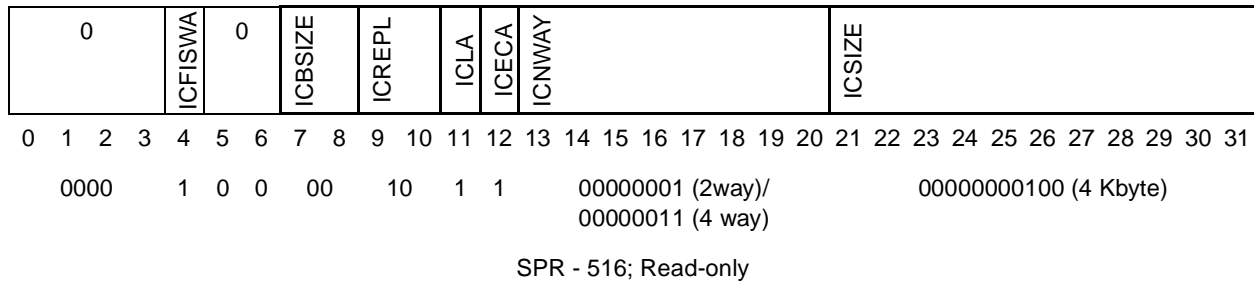 0 ICFISWA 0 ICBSIZE ICREPL ICLA ICECA ICNWAY ICSIZE
0 1 2 3 4 5 6 7 8 9 10 11 12 13 14 15 16 17 18 19 20 21 22 23 24 25 26 27 28 29 30 31
0000 1 0 0 00 10 1 1 00000001 (2way)/ 00000000100 (4 Kbyte)
00000011 (4 way)
SPR - 516; Read-only